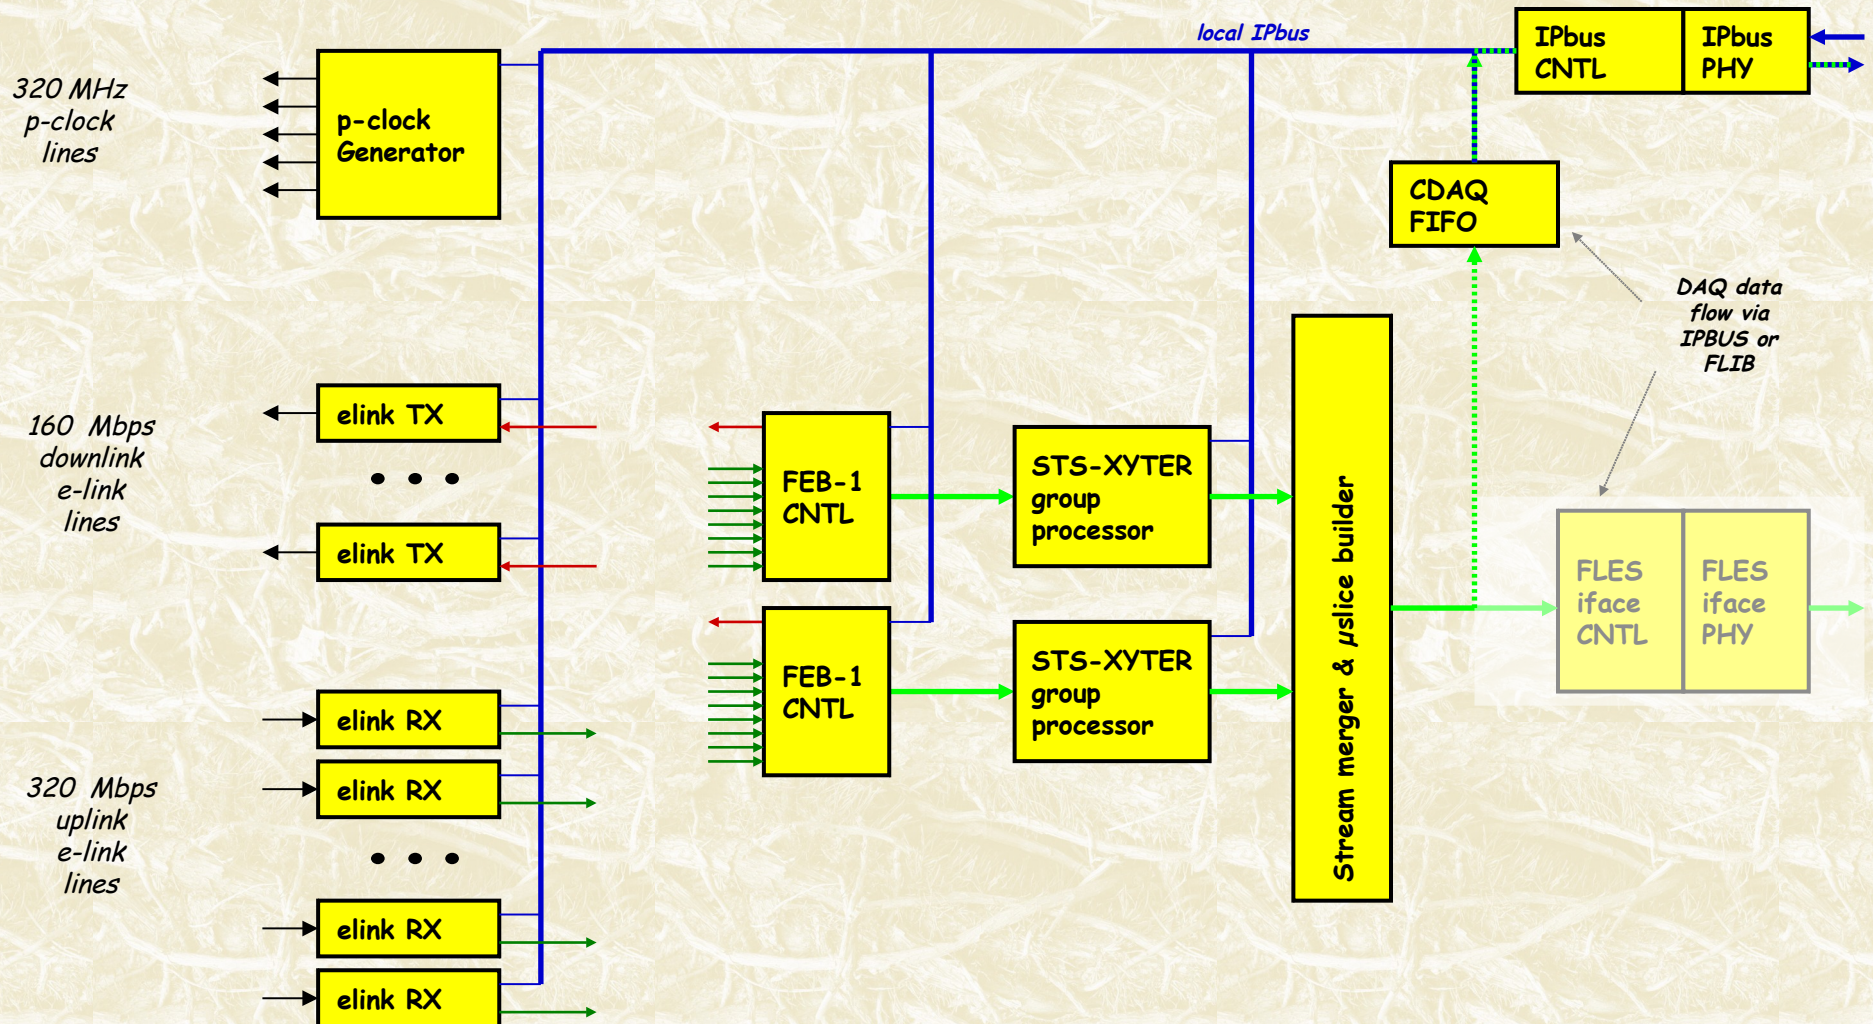 local IPbus
IPbus
CNTL
IPbus
PHY
320 MHz
p-clock
lines
p-clock
Generator
CDAQ
FIFO
DAQ data
flow via
IPBUS or
FLIB
160 Mbps
downlink
e-link
lines
elink TX
• • •
elink TX
FEB-1
CNTL
STS-XYTER
group
processor
FEB-1
CNTL
STS-XYTER
group
processor
Stream merger & µslice builder
FLES
iface
CNTL
FLES
iface
PHY
320 Mbps
uplink
e-link
lines
elink RX
elink RX
• • •
elink RX
elink RX